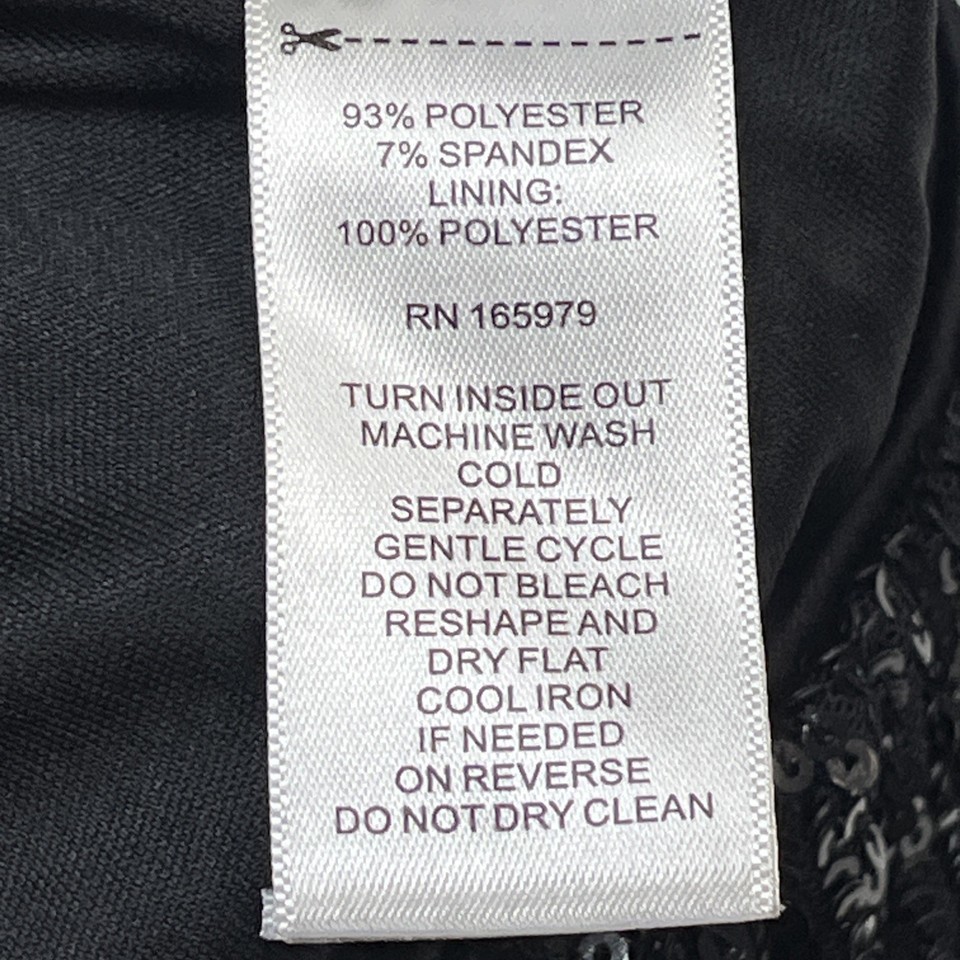 93% POLYESTER
7% SPANDEX
LINING:
100% POLYESTER
RN 165979
TURN INSIDE OUT
MACHINE WASH
COLD
SEPARATELY
GENTLE CYCLE
DO NOT BLEACH
RESHAPE AND
DRY FLAT
COOL IRON
IF NEEDED
ON REVERSE
DO NOT DRY CLEAN